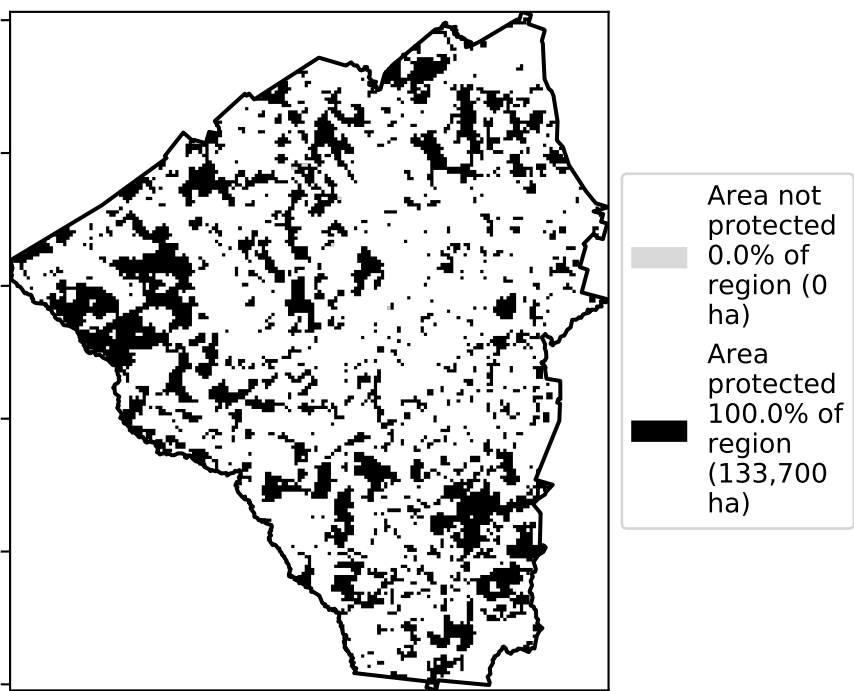 Area not
protected
0.0% of
region (0
ha)
Area
protected
100.0% of
region
(133,700
ha)